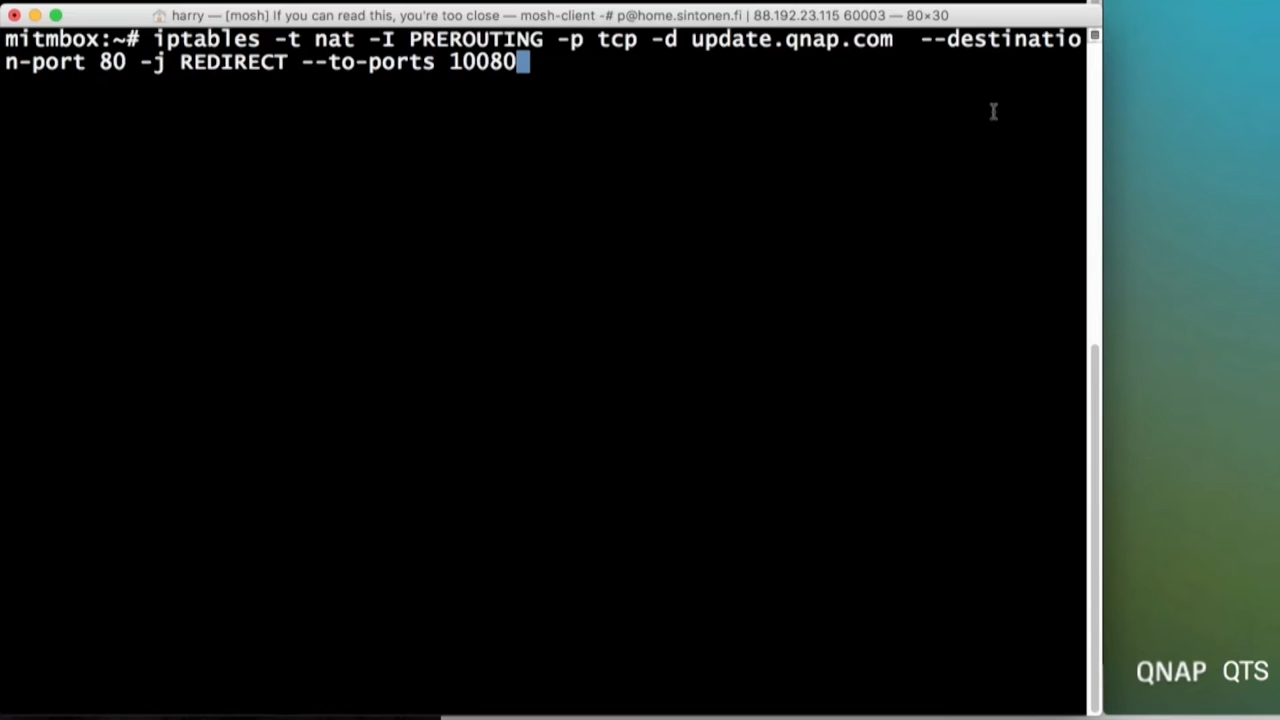 harry — [mosh] If you can read this, you're too close — mosh-client -# p@home.sintonen.fi | 88.192.23.115 60003 — 80×30
mitmbox:~# iptables -t nat -I PREROUTING -p tcp -d update.qnap.com  --destinatio
n-port 80 -j REDIRECT --to-ports 10080
QNAP QTS